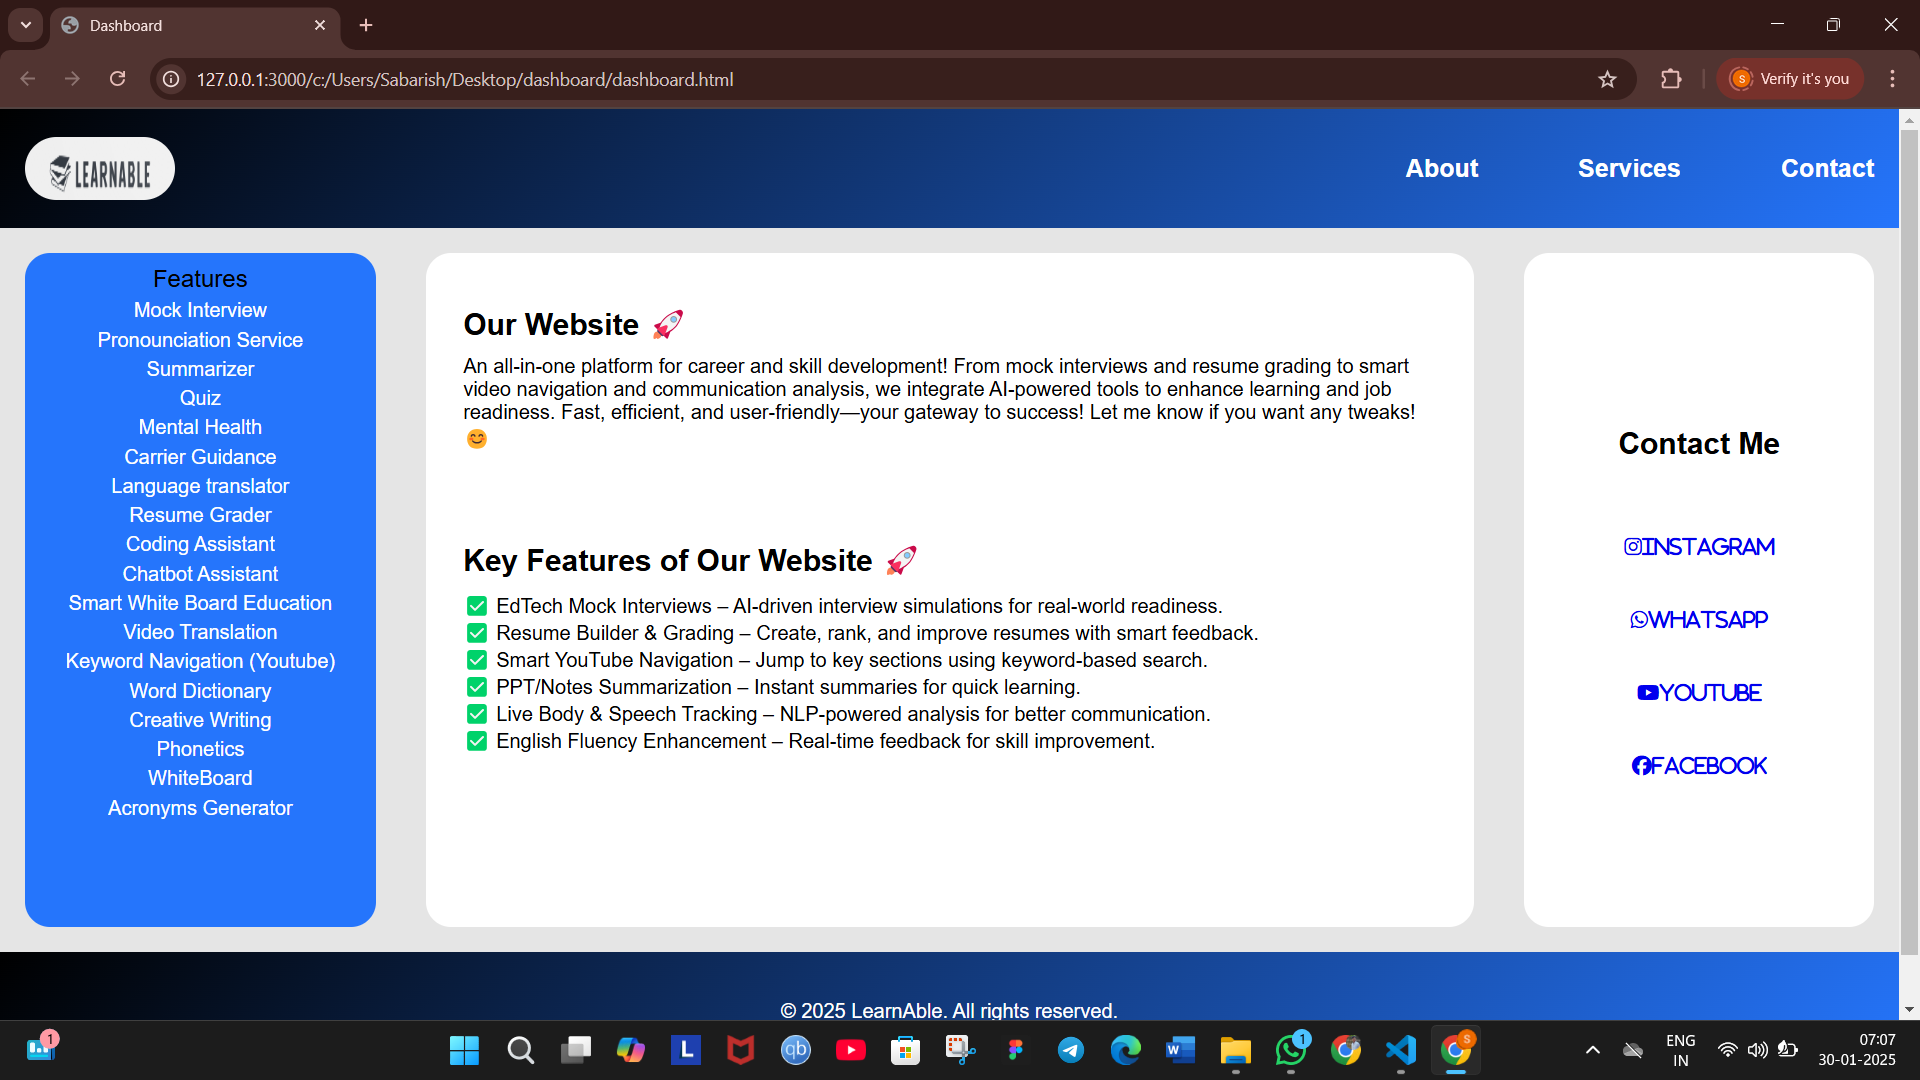 Dashboard
127.0.0.1:3000/c:/Users/Sabarish/Desktop/dashboard/dashboard.html
S
Verify it's you
LEARNABLE
About
Services
Contact
Features
Mock Interview
Pronounciation Service
Summarizer
Quiz
Mental Health
Carrier Guidance
Language translator
Resume Grader
Coding Assistant
Chatbot Assistant
Smart White Board Education
Video Translation
Keyword Navigation (Youtube)
Word Dictionary
Creative Writing
Phonetics
WhiteBoard
Acronyms Generator
Our Website 🚀
An all-in-one platform for career and skill development! From mock interviews and resume grading to smart
video navigation and communication analysis, we integrate AI-powered tools to enhance learning and job
readiness. Fast, efficient, and user-friendly—your gateway to success! Let me know if you want any tweaks!
😊
Key Features of Our Website 🚀
✅ EdTech Mock Interviews – AI-driven interview simulations for real-world readiness.
✅ Resume Builder & Grading – Create, rank, and improve resumes with smart feedback.
✅ Smart YouTube Navigation – Jump to key sections using keyword-based search.
✅ PPT/Notes Summarization – Instant summaries for quick learning.
✅ Live Body & Speech Tracking – NLP-powered analysis for better communication.
✅ English Fluency Enhancement – Real-time feedback for skill improvement.
Contact Me
INSTAGRAM
WHATSAPP
YOUTUBE
FACEBOOK
© 2025 LearnAble. All rights reserved.
1
L
qb
W
1
S
ENG
IN
07:07
30-01-2025